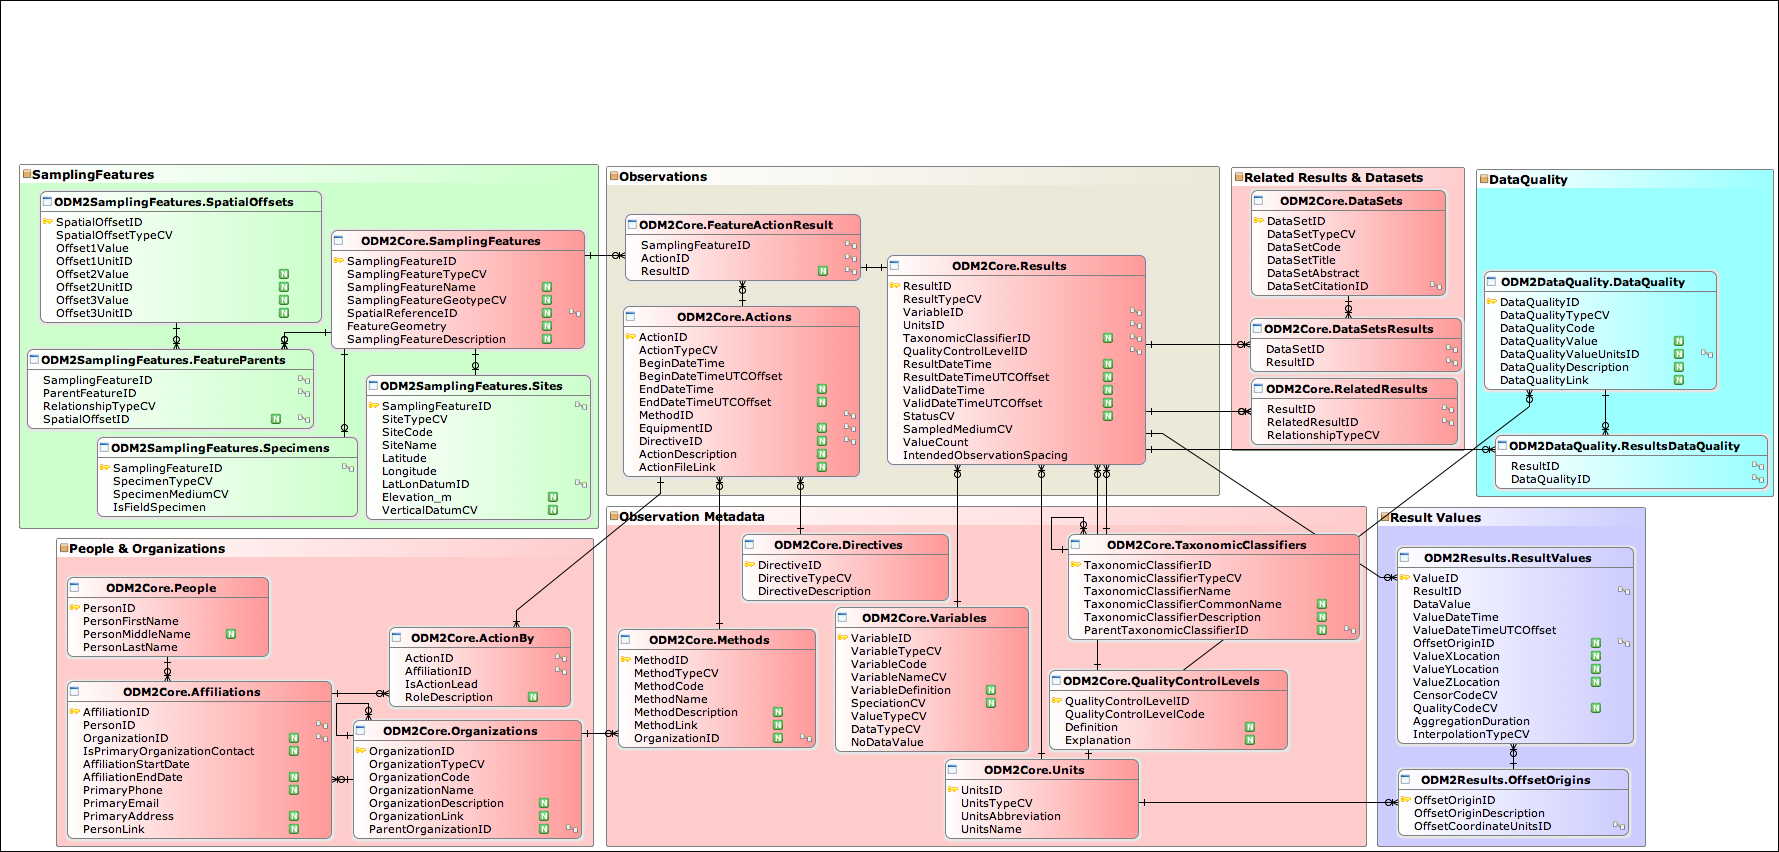 SamplingFeatures
ODM2SamplingFeatures.SpatialOffsets
SpatialOffsetID
SpatialOffsetTypeCV
Offset1Value
Offset1UnitID
Offset2Value N
Offset2UnitID N
Offset3Value N
Offset3UnitID N
ODM2Core.SamplingFeatures
SamplingFeatureID
SamplingFeatureTypeCV
SamplingFeatureName N
SamplingFeatureGeotypeCV N
SpatialReferenceID N
FeatureGeometry N
SamplingFeatureDescription N
ODM2SamplingFeatures.FeatureParents
SamplingFeatureID
ParentFeatureID
RelationshipTypeCV
SpatialOffsetID N
ODM2SamplingFeatures.Sites
SamplingFeatureID
SiteTypeCV
SiteCode
SiteName
Latitude
Longitude
LatLonDatumID
Elevation_m N
VerticalDatumCV N
ODM2SamplingFeatures.Specimens
SamplingFeatureID
SpecimenTypeCV
SpecimenMediumCV
IsFieldSpecimen
Observations
ODM2Core.FeatureActionResult
SamplingFeatureID
ActionID
ResultID N
ODM2Core.Actions
ActionID
ActionTypeCV
BeginDateTime
BeginDateTimeUTCOffset
EndDateTime N
EndDateTimeUTCOffset N
MethodID
EquipmentID N
DirectiveID N
ActionDescription N
ActionFileLink N
ODM2Core.Results
ResultID
ResultTypeCV
VariableID
UnitsID
TaxonomicClassifierID N
QualityControlLevelID
ResultDateTime N
ResultDateTimeUTCOffset N
ValidDateTime N
ValidDateTimeUTCOffset N
StatusCV N
SampledMediumCV
ValueCount
IntendedObservationSpacing
Related Results & Datasets
ODM2Core.DataSets
DataSetID
DataSetTypeCV
DataSetCode
DataSetTitle
DataSetAbstract
DataSetCitationID
ODM2Core.DataSetsResults
DataSetID
ResultID
ODM2Core.RelatedResults
ResultID
RelatedResultID
RelationshipTypeCV
DataQuality
ODM2DataQuality.DataQuality
DataQualityID
DataQualityTypeCV
DataQualityCode
DataQualityValue N
DataQualityValueUnitsID N
DataQualityDescription N
DataQualityLink N
ODM2DataQuality.ResultsDataQuality
ResultID
DataQualityID
People & Organizations
ODM2Core.People
PersonID
PersonFirstName
PersonMiddleName N
PersonLastName
ODM2Core.ActionBy
ActionID
AffiliationID
IsActionLead
RoleDescription N
ODM2Core.Affiliations
AffiliationID
PersonID
OrganizationID N
IsPrimaryOrganizationContact N
AffiliationStartDate
AffiliationEndDate N
PrimaryPhone N
PrimaryEmail
PrimaryAddress N
PersonLink N
ODM2Core.Organizations
OrganizationID
OrganizationTypeCV
OrganizationCode
OrganizationName
OrganizationDescription N
OrganizationLink N
ParentOrganizationID N
Observation Metadata
ODM2Core.Directives
DirectiveID
DirectiveTypeCV
DirectiveDescription
ODM2Core.Methods
MethodID
MethodTypeCV
MethodCode
MethodName
MethodDescription N
MethodLink N
OrganizationID N
ODM2Core.Variables
VariableID
VariableTypeCV
VariableCode
VariableNameCV
VariableDefinition N
SpeciationCV N
ValueTypeCV
DataTypeCV
NoDataValue
ODM2Core.TaxonomicClassifiers
TaxonomicClassifierID
TaxonomicClassifierTypeCV
TaxonomicClassifierName
TaxonomicClassifierCommonName N
TaxonomicClassifierDescription N
ParentTaxonomicClassifierID N
ODM2Core.QualityControlLevels
QualityControlLevelID
QualityControlLevelCode
Definition N
Explanation N
ODM2Core.Units
UnitsID
UnitsTypeCV
UnitsAbbreviation
UnitsName
Result Values
ODM2Results.ResultValues
ValueID
ResultID
DataValue
ValueDateTime
ValueDateTimeUTCOffset
OffsetOriginID N
ValueXLocation N
ValueYLocation N
ValueZLocation N
CensorCodeCV
QualityCodeCV N
AggregationDuration
InterpolationTypeCV
ODM2Results.OffsetOrigins
OffsetOriginID
OffsetOriginDescription
OffsetCoordinateUnitsID